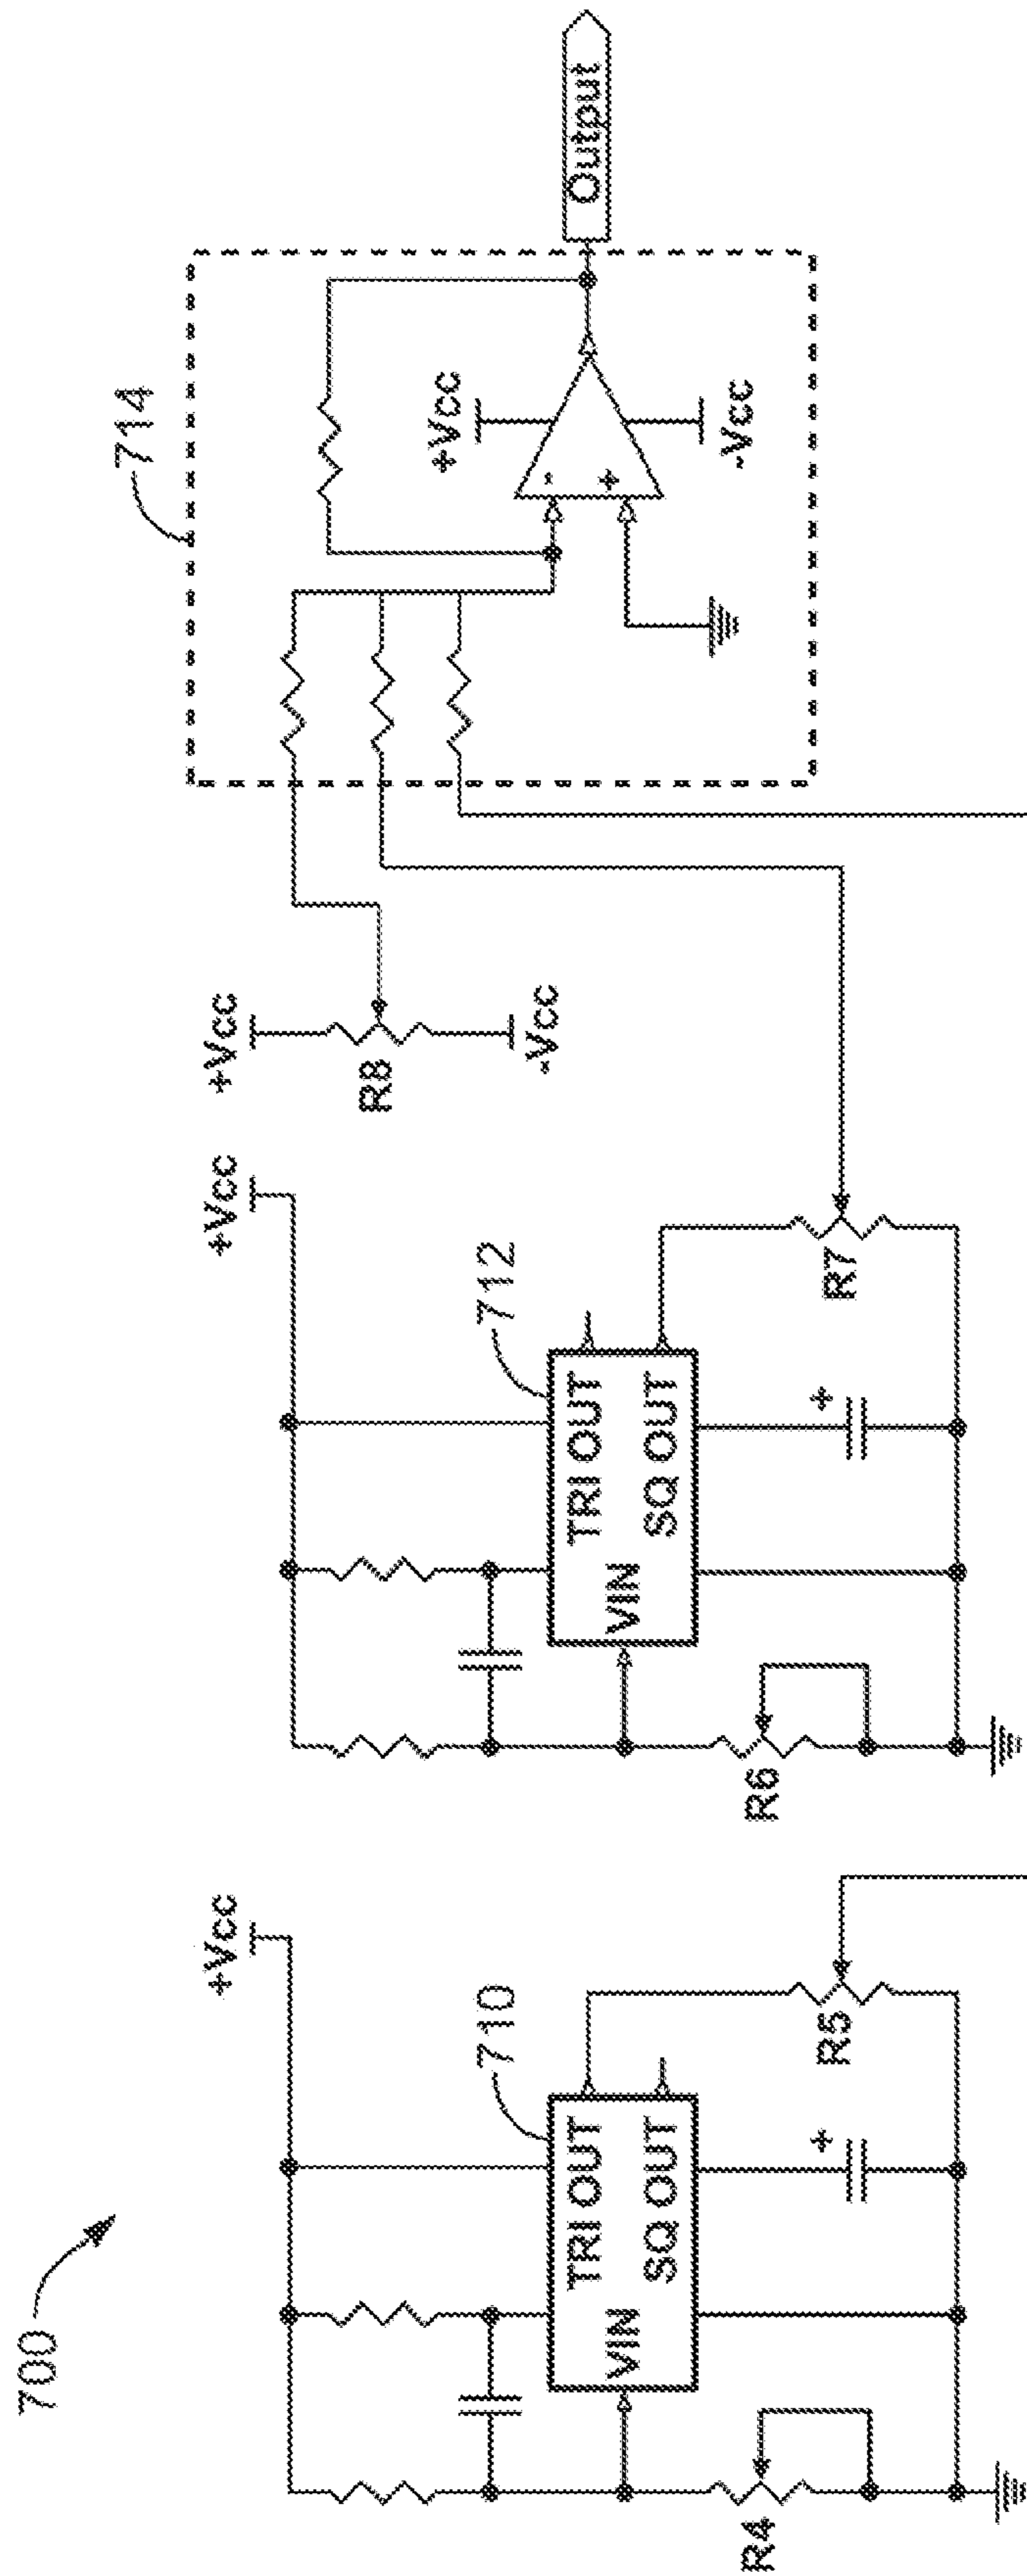 700
+Vcc
710
TRI OUT
VIN
SQ OUT
+
R4
R5
+Vcc
712
TRI OUT
VIN
SQ OUT
+
R6
R7
+Vcc
R8
-Vcc
714
+Vcc
-
+
-Vcc
Output